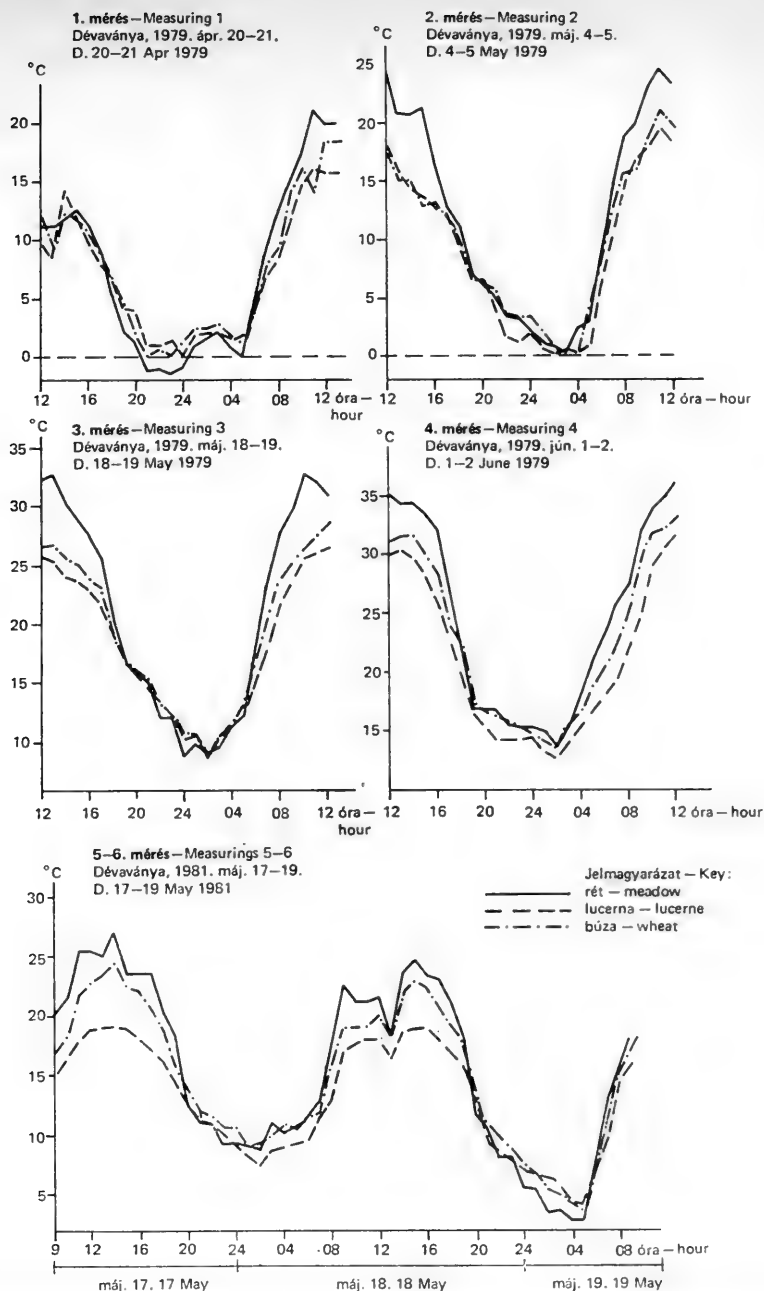 1. mérés—Measuring 1
Dévaványa, 1979. ápr. 20–21.
D. 20–21 Apr 1979
°C
20
15
10
5
0
12 16 20 24 04 08 12 óra—
hour
2. mérés—Measuring 2
Dévaványa, 1979. máj. 4–5.
D. 4–5 May 1979
°C
25
20
15
10
5
0
12 16 20 24 04 08 12 óra—hour
3. mérés—Measuring 3
Dévaványa, 1979. máj. 18–19.
D. 18–19 May 1979
°C
35
30
25
20
15
10
12 16 20 24 04 08 12 óra—
hour
4. mérés—Measuring 4
Dévaványa, 1979. jún. 1–2.
D. 1–2 June 1979
°C
35
30
25
20
15
12 16 20 24 04 08 12 óra—hour
5–6. mérés—Measurings 5–6
Dévaványa, 1981. máj. 17–19.
D. 17–19 May 1981
°C
30
25
20
15
10
5
9 12 16 20 24 04 08 12 16 20 24 04 08 óra—hour
máj. 17. 17 May máj. 18. 18 May máj. 19. 19 May
Jelmagyarázat — Key:
rét — meadow
lucerna — lucerne
búza — wheat